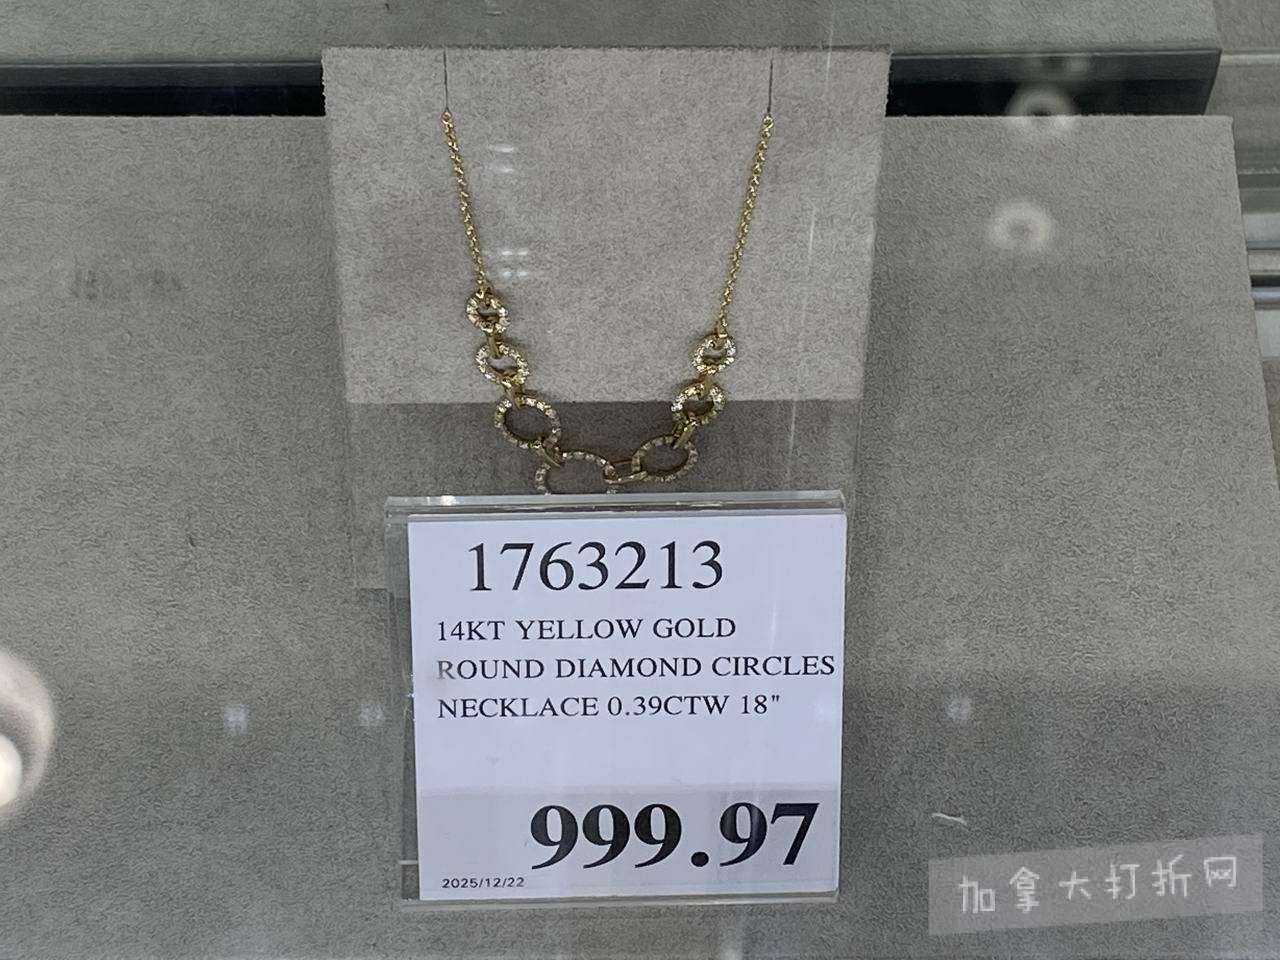 1763213
14KT YELLOW GOLD
ROUND DIAMOND CIRCLES
NECKLACE 0.39CTW 18"
999.97
2025/12/22
加拿大打折网